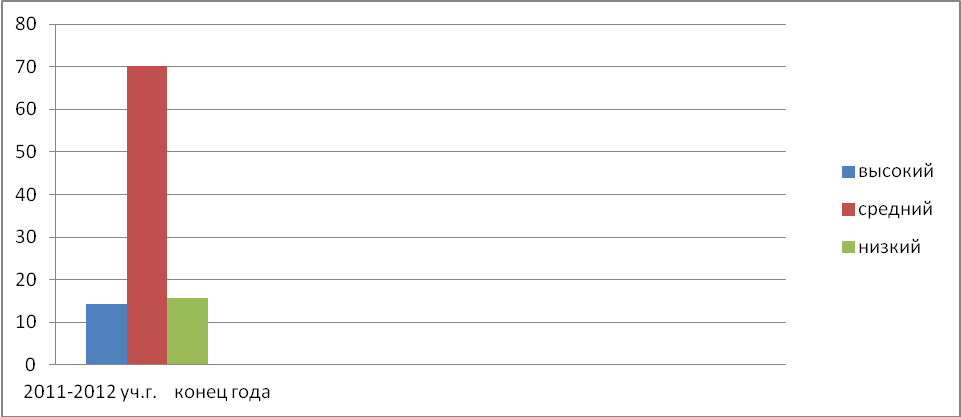 80
70
60
50
40
30
20
10
0
2011-2012 уч.г. конец года
высокий
средний
низкий